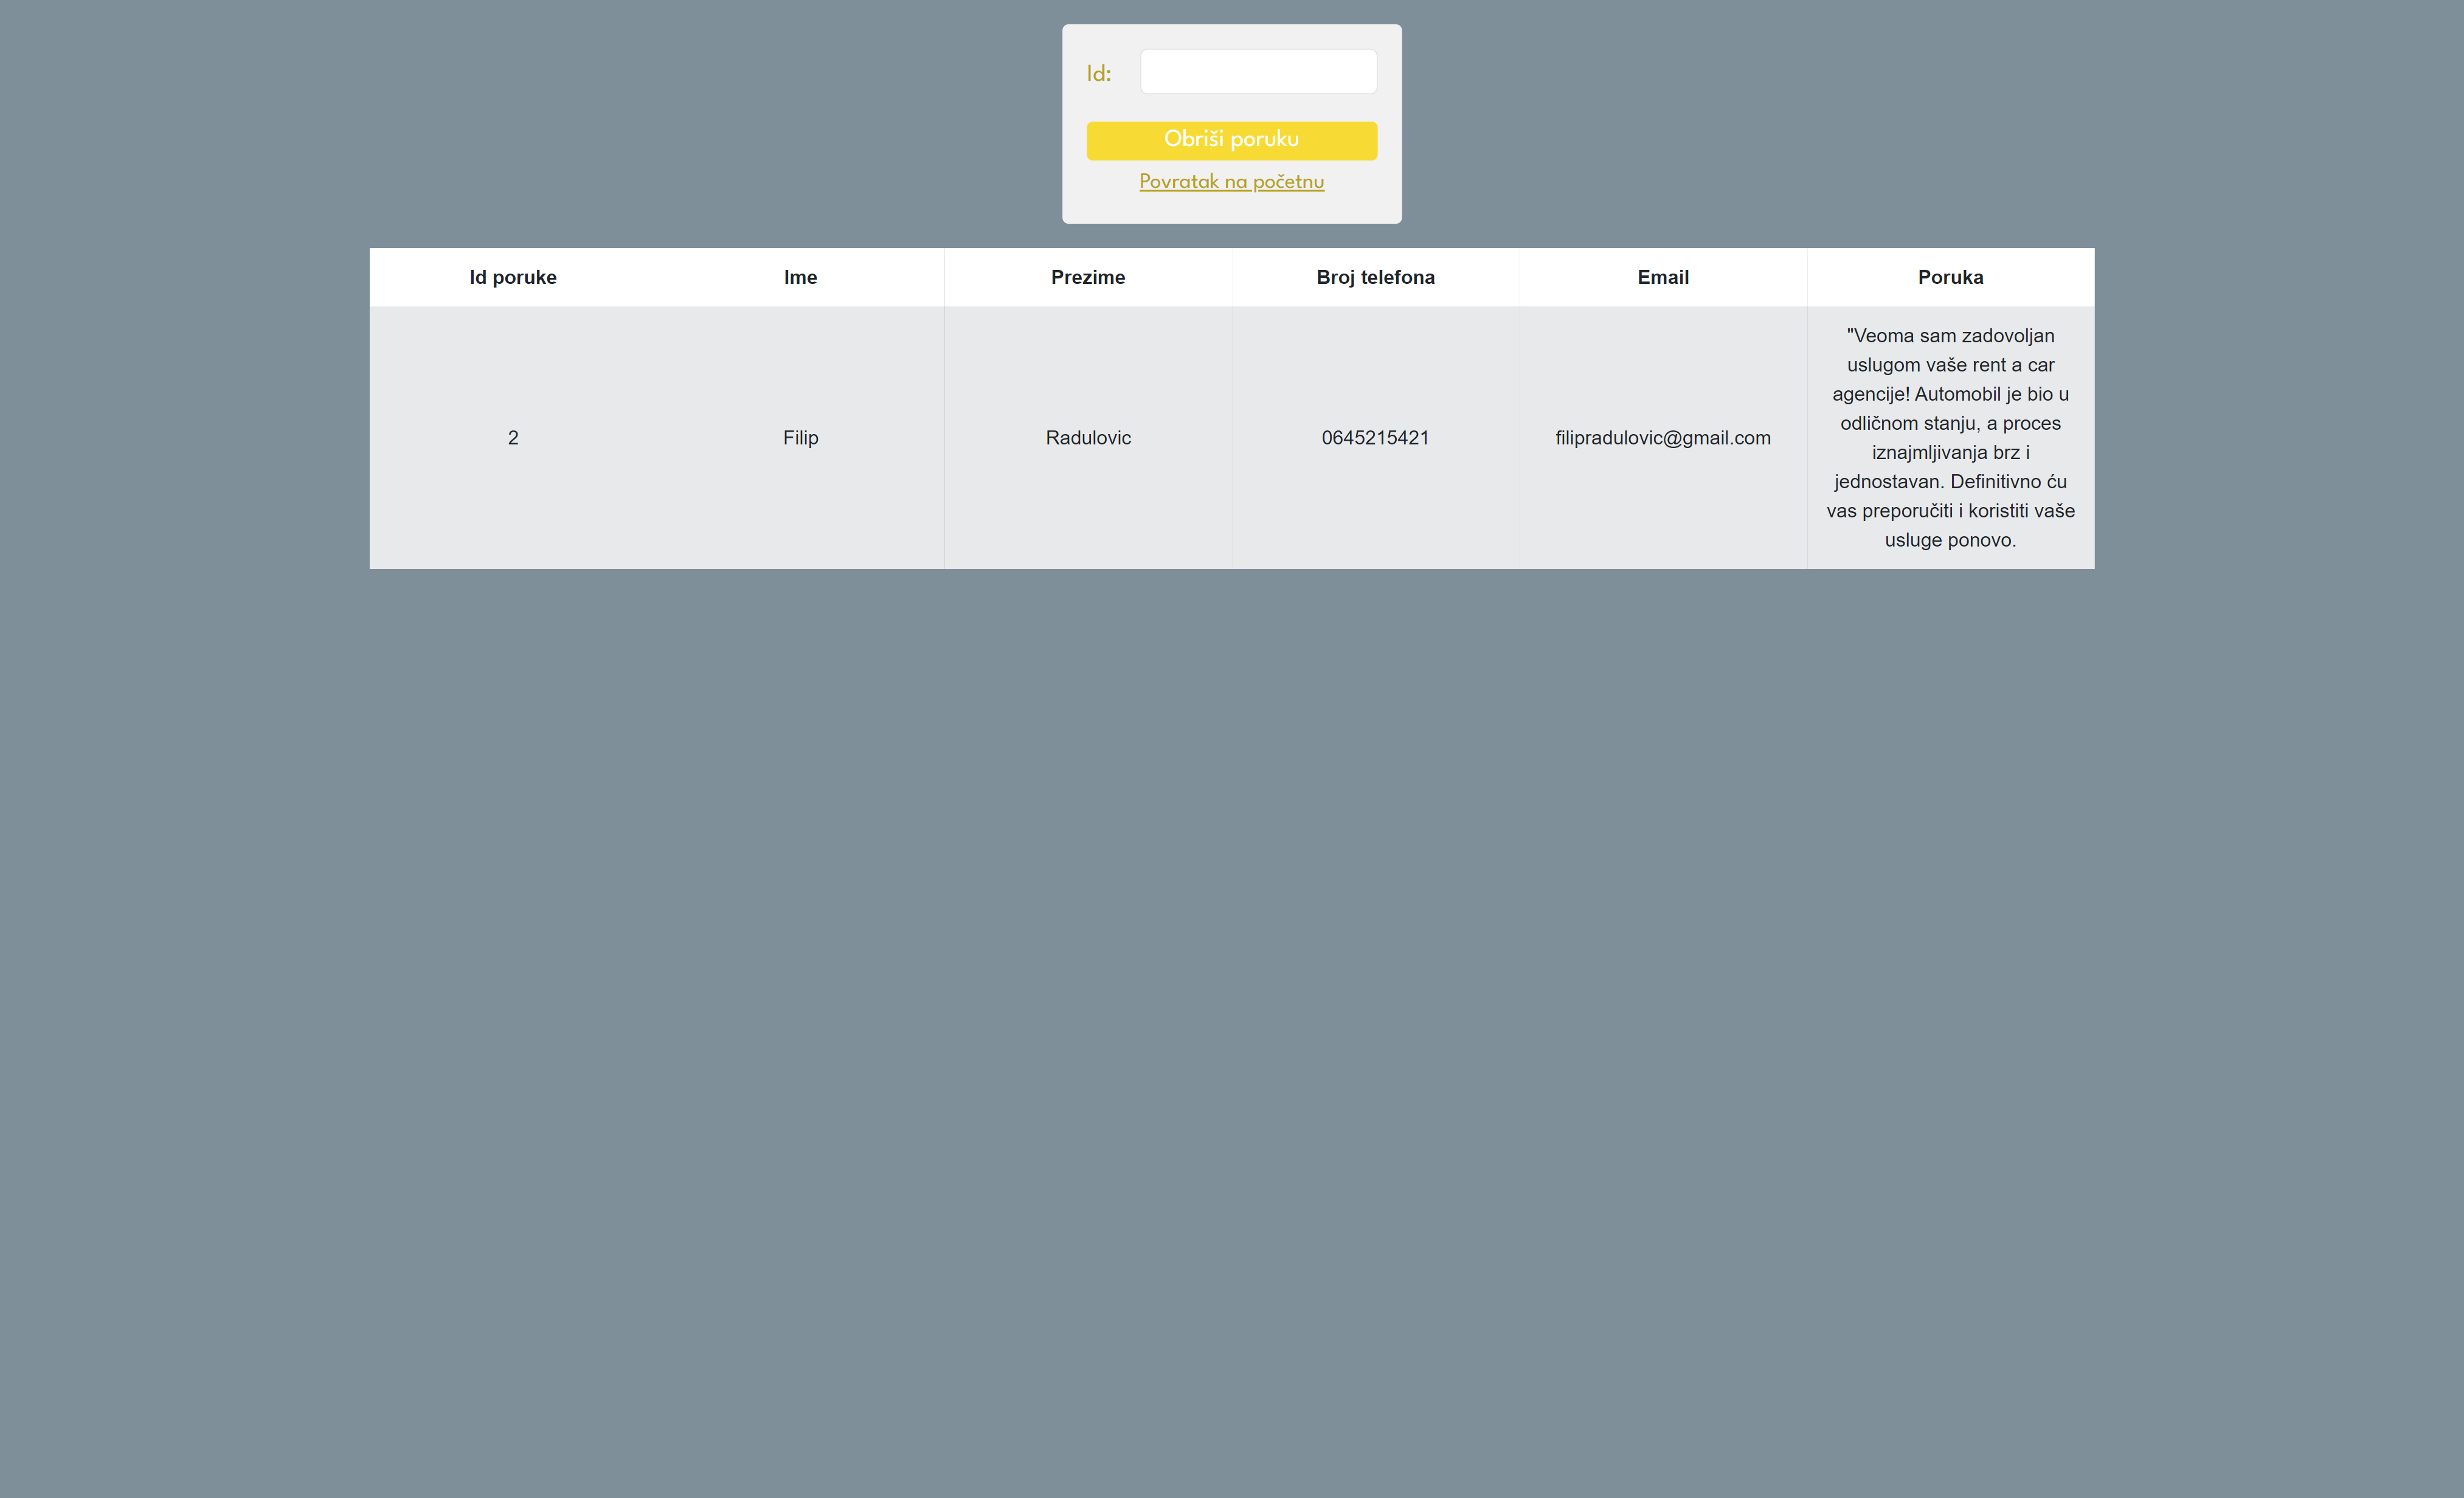 Id:
Obriši poruku
Povratak na početnu
Id poruke Ime Prezime Broj telefona Email Poruka
2 Filip Radulovic 0645215421 filipradulovic@gmail.com "Veoma sam zadovoljan
uslugom vaše rent a car
agencije! Automobil je bio u
odličnom stanju, a proces
iznajmljivanja brz i
jednostavan. Definitivno ću
vas preporučiti i koristiti vaše
usluge ponovo.